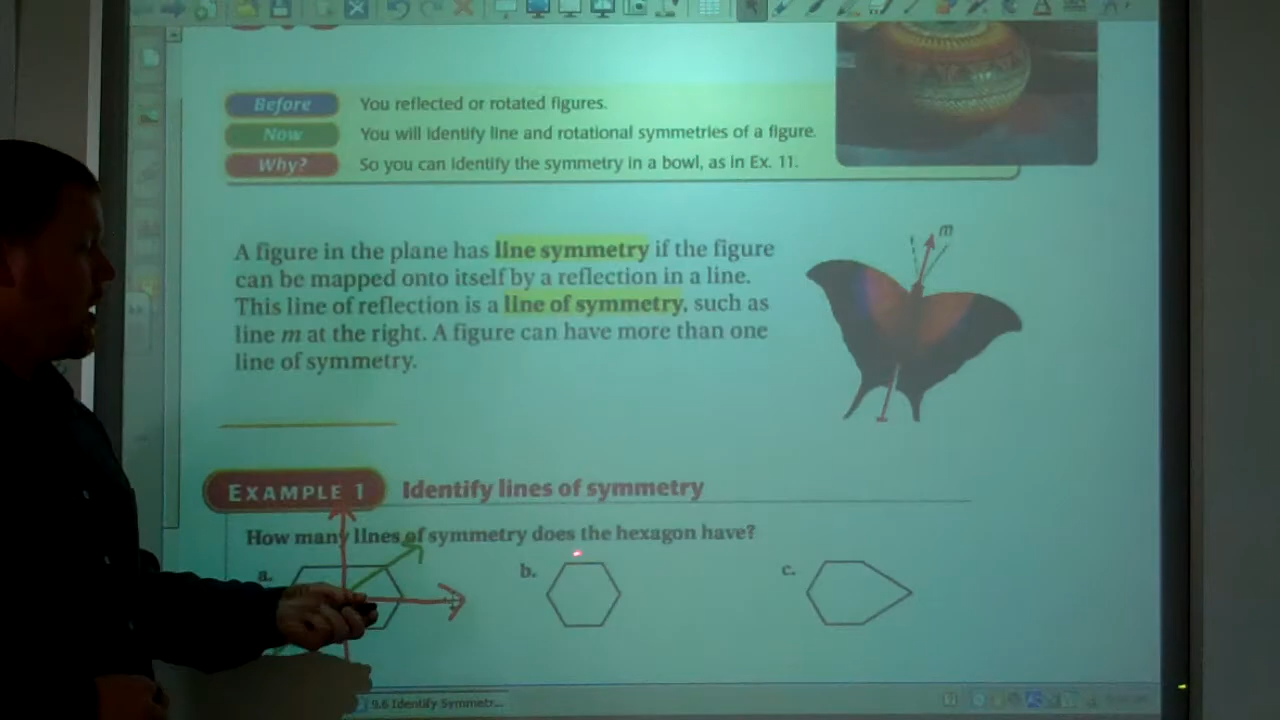 Before You reflected or rotated figures.
Now You will identify line and rotational symmetries of a figure.
Why? So you can identify the symmetry in a bowl, as in Ex. 11.
A figure in the plane has line symmetry if the figure
can be mapped onto itself by a reflection in a line.
This line of reflection is a line of symmetry, such as
line m at the right. A figure can have more than one
line of symmetry.
m
EXAMPLE 1 Identify lines of symmetry
How many lines of symmetry does the hexagon have?
a. b. c.
9.6 Identify Symmetr...